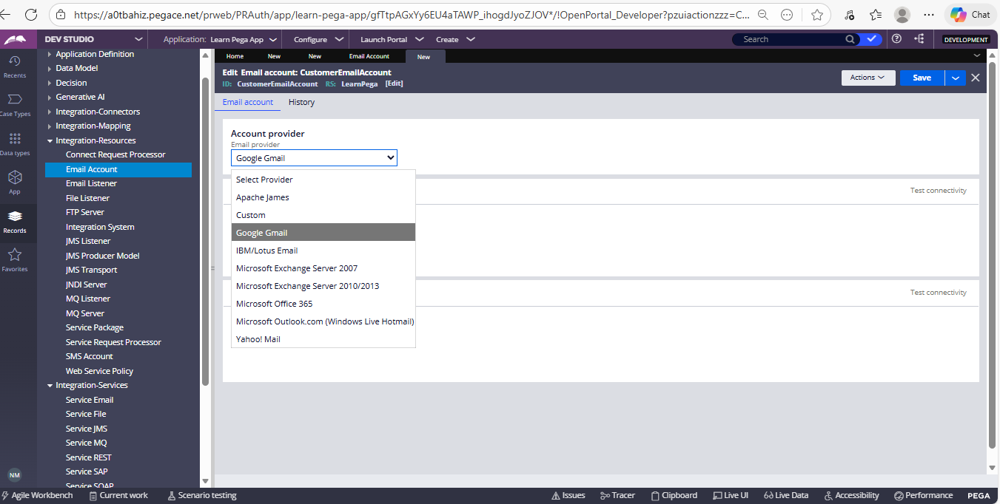 https://a0tbahiz.pegace.net/prweb/PRAuth/app/learn-pega-app/gfTtpAGxYy6EU4aTAWP_ihogdJyoZJOV*/!OpenPortal_Developer?pzuiactionzzz=C...
Chat
DEV STUDIO
Application: Learn Pega App
Configure
Launch Portal
Create
Search
DEVELOPMENT
Recents
Case Types
Data types
App
Records
Favorites
NM
Application Definition
Data Model
Decision
Generative AI
Integration-Connectors
Integration-Mapping
Integration-Resources
Connect Request Processor
Email Account
Email Listener
File Listener
FTP Server
Integration System
JMS Listener
JMS Producer Model
JMS Transport
JNDI Server
MQ Listener
MQ Server
Service Package
Service Request Processor
SMS Account
Web Service Policy
Integration-Services
Service Email
Service File
Service JMS
Service MQ
Service REST
Service SAP
Service SOAP
Home New New Email Account New
Edit Email account: CustomerEmailAccount
ID: CustomerEmailAccount RS: LearnPega [Edit]
Actions
Save
Email account History
Account provider
Email provider
Google Gmail
Select Provider
Apache James
Custom
Google Gmail
IBM/Lotus Email
Microsoft Exchange Server 2007
Microsoft Exchange Server 2010/2013
Microsoft Office 365
Microsoft Outlook.com (Windows Live Hotmail)
Yahoo! Mail
Test connectivity
Test connectivity
Agile Workbench Current work Scenario testing Issues Tracer Clipboard Live UI Live Data Accessibility Performance PEGA